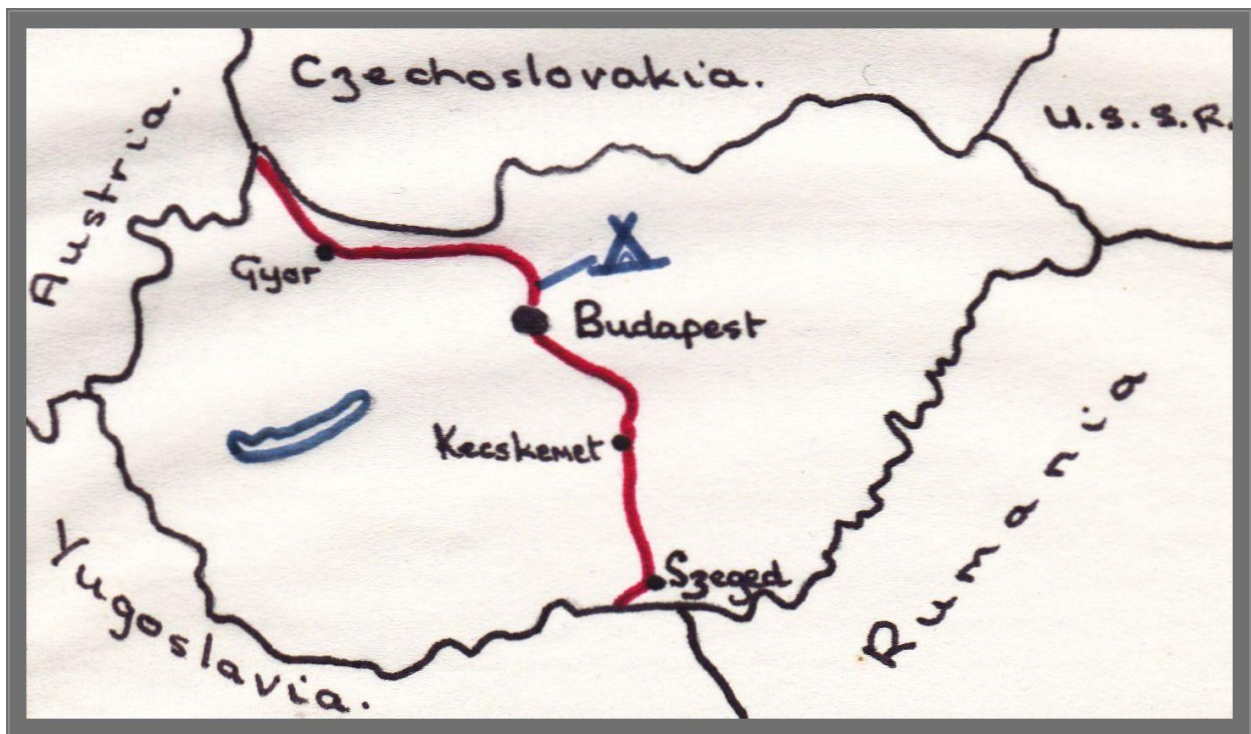 Czechoslovakia.
U.S.S.R.
Austria.
Gyor
Budapest
Kecskemet
Szeged
Rumania
Yugoslavia.